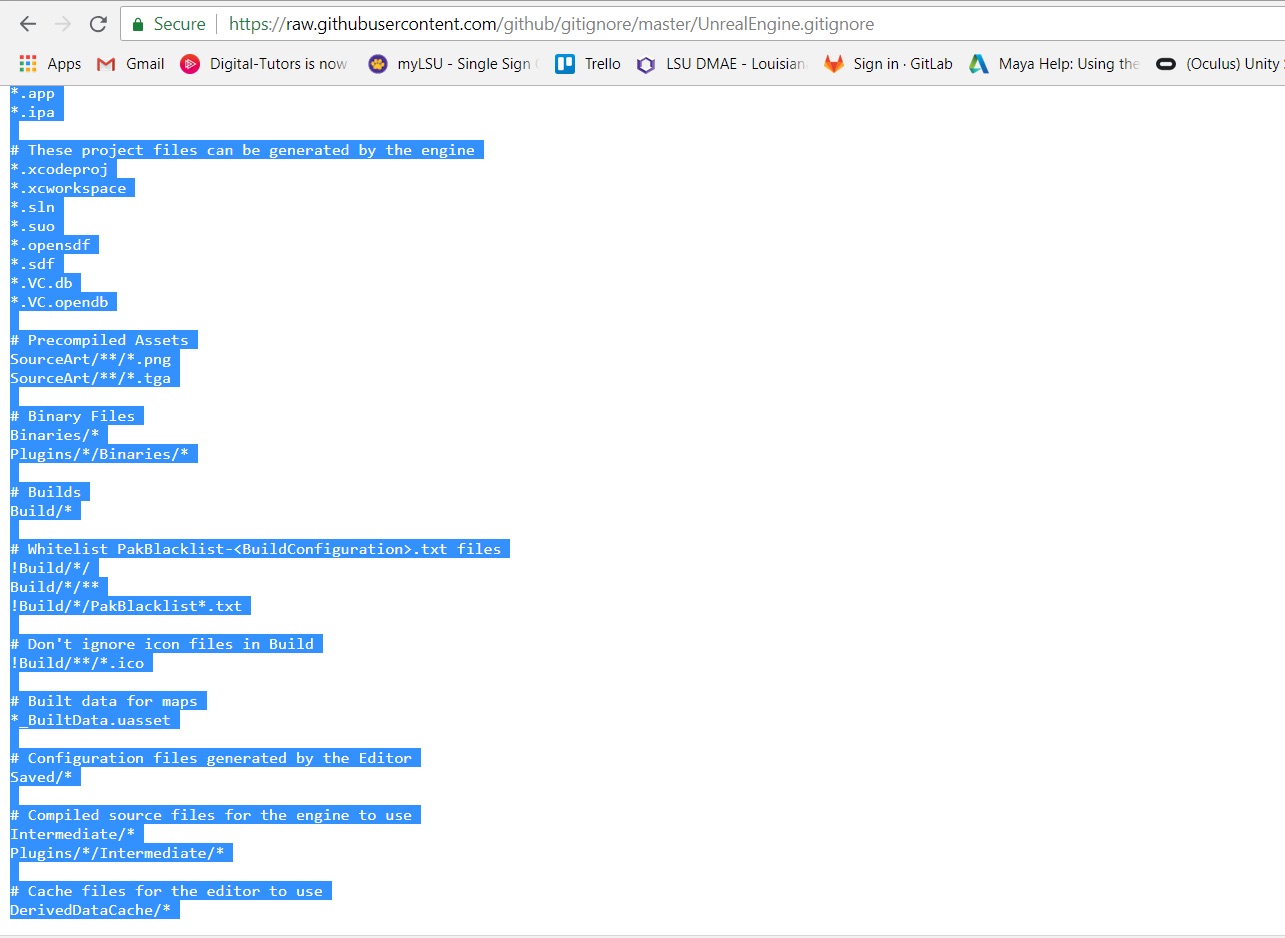 Secure https://raw.githubusercontent.com/github/gitignore/master/UnrealEngine.gitignore
Apps Gmail Digital-Tutors is now myLSU - Single Sign Trello LSU DMAE - Louisian Sign in · GitLab Maya Help: Using the (Oculus) Unity
*.app
*.ipa
# These project files can be generated by the engine
*.xcodeproj
*.xcworkspace
*.sln
*.suo
*.opensdf
*.sdf
*.VC.db
*.VC.opendb
# Precompiled Assets
SourceArt/**/*.png
SourceArt/**/*.tga
# Binary Files
Binaries/*
Plugins/*/Binaries/*
# Builds
Build/*
# Whitelist PakBlacklist-<BuildConfiguration>.txt files
!Build/*/
Build/*/**
!Build/*/PakBlacklist*.txt
# Don't ignore icon files in Build
!Build/**/*.ico
# Built data for maps
*_BuiltData.uasset
# Configuration files generated by the Editor
Saved/*
# Compiled source files for the engine to use
Intermediate/*
Plugins/*/Intermediate/*
# Cache files for the editor to use
DerivedDataCache/*